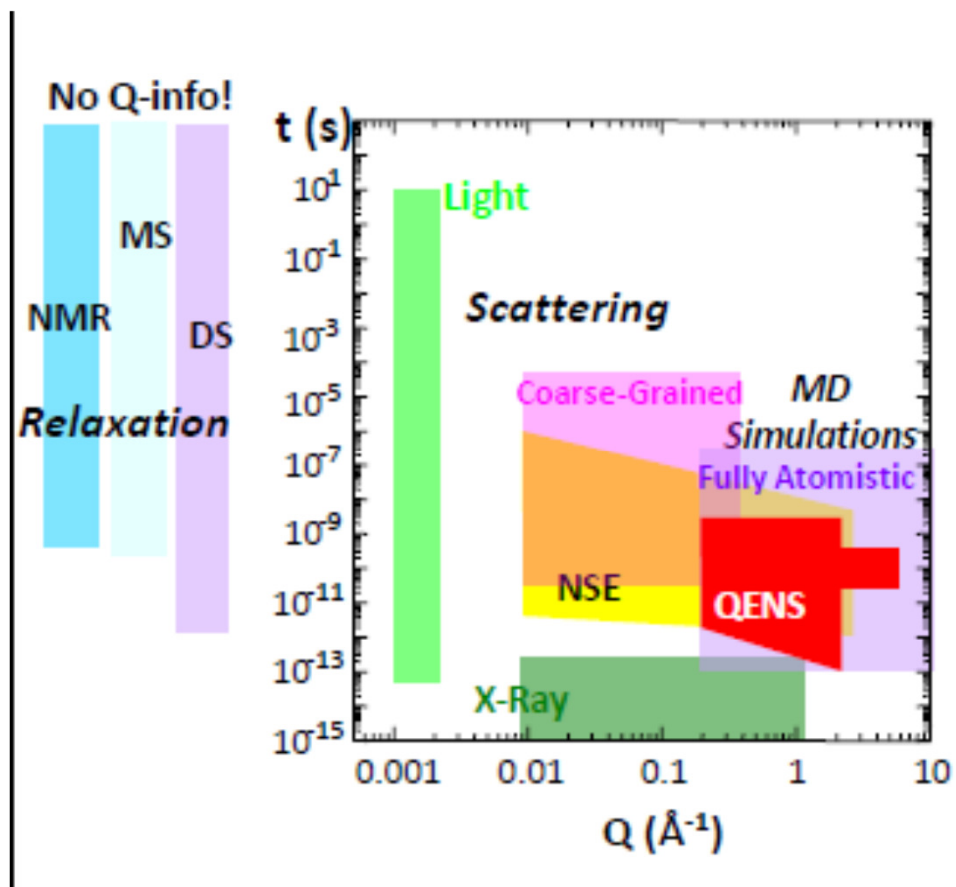 No Q-info!
t (s)
10¹
Light
MS
10⁻¹
Scattering
NMR
DS
10⁻³
Coarse-Grained
MD
10⁻⁵
Relaxation
Simulations
10⁻⁷
Fully Atomistic
10⁻⁹
NSE
10⁻¹¹
QENS
10⁻¹³
X-Ray
10⁻¹⁵
0.001 0.01 0.1 1 10
Q (Å⁻¹)